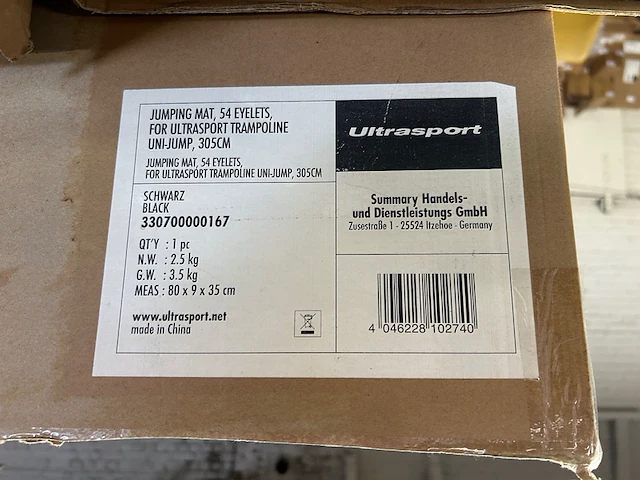 JUMPING MAT, 54 EYELETS,
FOR ULTRASPORT TRAMPOLINE
UNI-JUMP, 305CM
JUMPING MAT, 54 EYELETS,
FOR ULTRASPORT TRAMPOLINE UNI-JUMP, 305CM
SCHWARZ
BLACK
330700000167
QT'Y : 1 pc
N.W. : 2.5 kg
G.W. : 3.5 kg
MEAS : 80 x 9 x 35 cm
www.ultrasport.net
made in China
Ultrasport
Summary Handels-
und Dienstleistungs GmbH
Zusestraße 1 - 25524 Itzehoe - Germany
4 046228 102740